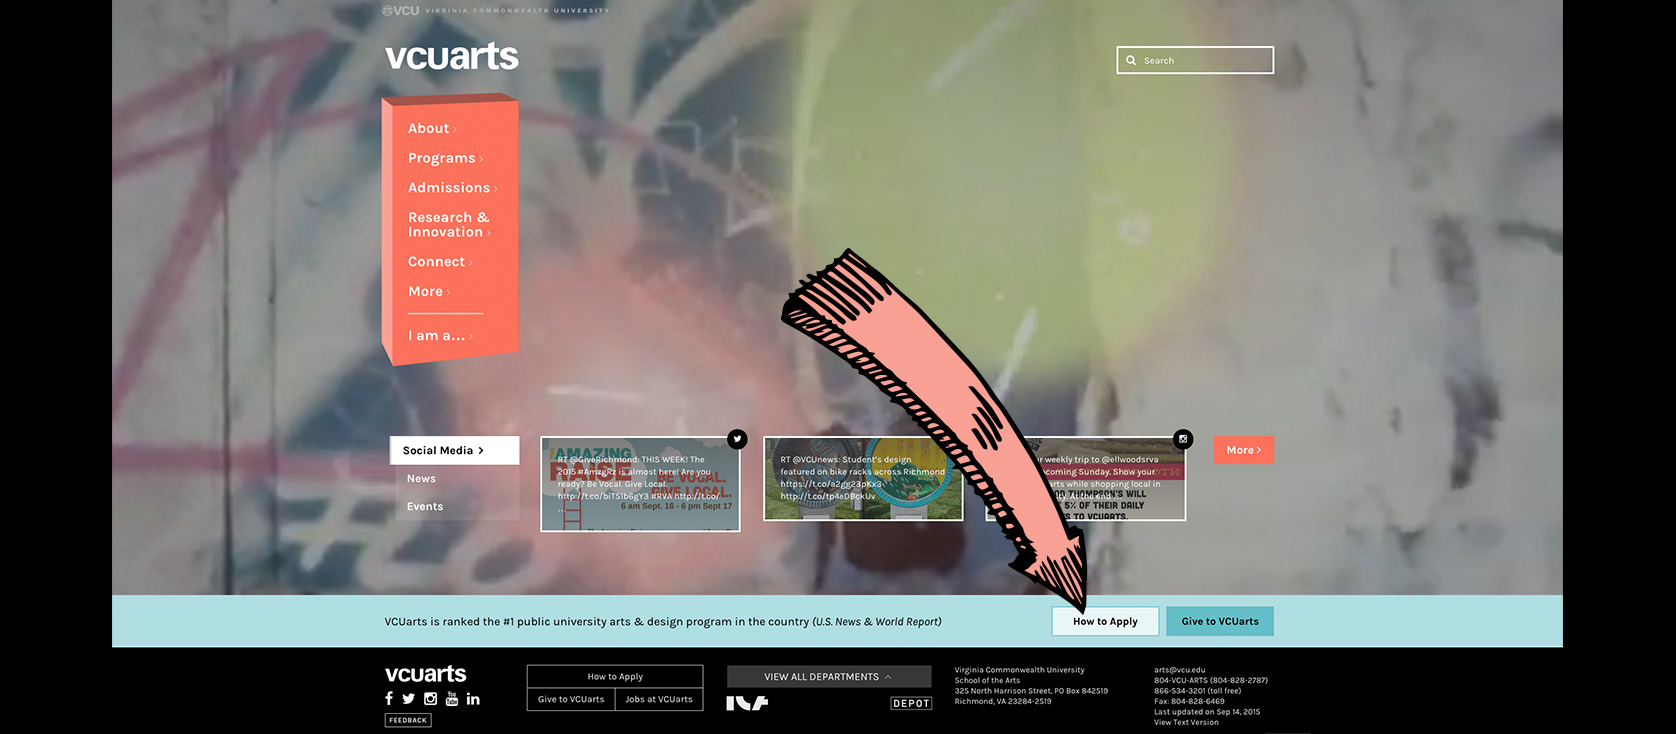 VCU VIRGINIA COMMONWEALTH UNIVERSITY
vcuarts
Search
About
Programs
Admissions
Research &
Innovation
Connect
More
I am a...
Social Media
News
Events
AMAZING
RAISE
BE VOCAL.
GIVE LOCAL.
6 am Sept. 16 - 6 pm Sept 17
RT @GiveRichmond: THIS WEEK! The
2015 #AmzgRz is almost here! Are you
ready? Be Vocal. Give Local.
http://t.co/biT5Ib6gY3 #RVA http://t.co/
...
RT @VCUnews: Student's design
featured on bike racks across Richmond
https://t.co/a2gg23pKx3
http://t.co/tp4eDBckUv
r weekly trip to @ellwoodsrva
coming Sunday. Show your
arts while shopping local in
THOMPSON'S WILL
5% OF THEIR DAILY
S TO VCUARTS.
More
VCUarts is ranked the #1 public university arts & design program in the country (U.S. News & World Report)
How to Apply
Give to VCUarts
vcuarts
You
Tube
in
FEEDBACK
How to Apply
Give to VCUarts
Jobs at VCUarts
VIEW ALL DEPARTMENTS
DEPOT
Virginia Commonwealth University
School of the Arts
325 North Harrison Street, PO Box 842519
Richmond, VA 23284-2519
arts@vcu.edu
804-VCU-ARTS (804-828-2787)
866-534-3201 (toll free)
Fax: 804-828-6469
Last updated on Sep 14, 2015
View Text Version